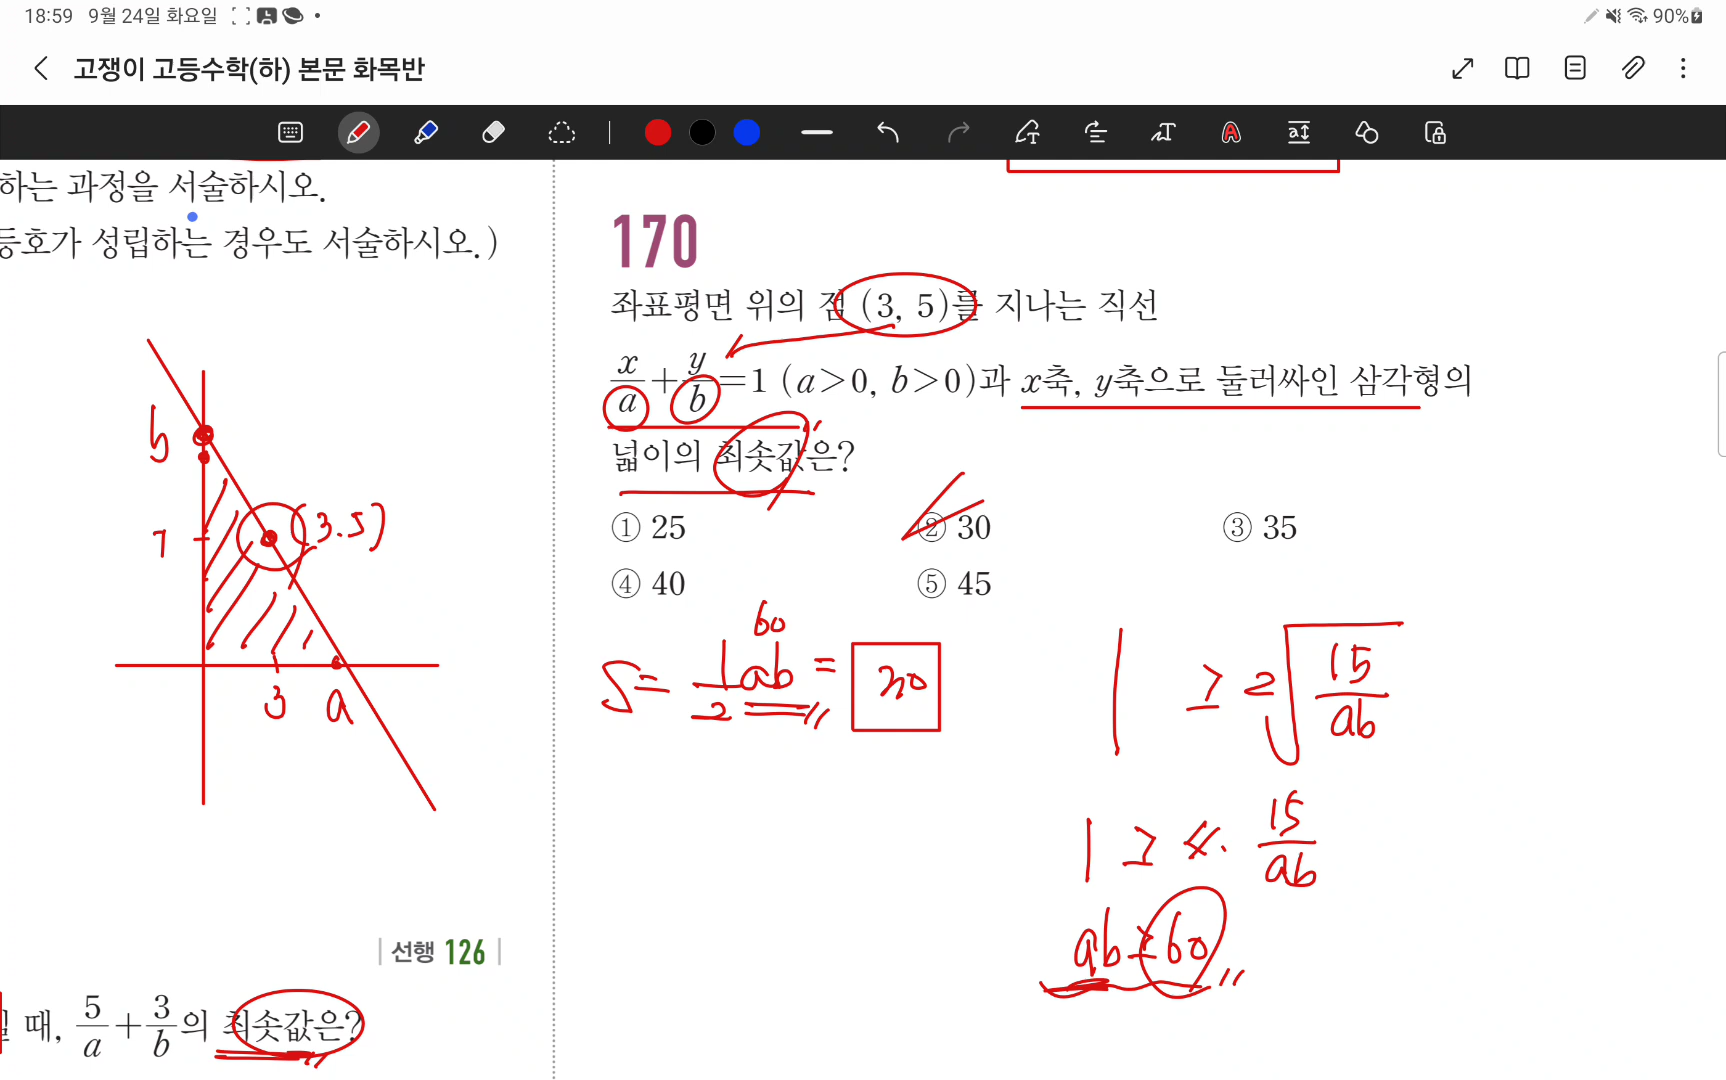 18:59 9월 24일 화요일 90%
고쟁이 고등수학(하) 본문 화목반
하는 과정을 서술하시오.
등호가 성립하는 경우도 서술하시오.)
b
(3.5)
3 a
선행 126
때, 5/a + 3/b의 최솟값은?
170
좌표평면 위의 점 (3, 5)를 지나는 직선
x/a + y/b = 1 (a>0, b>0)과 x축, y축으로 둘러싸인 삼각형의
넓이의 최솟값은?
① 25 ② 30 ③ 35
④ 40 ⑤ 45
60
S = 1/2 ab = 30
1 ≥ 2√(15/ab)
1 ≥ 4 · 15/ab
ab ≥ 60